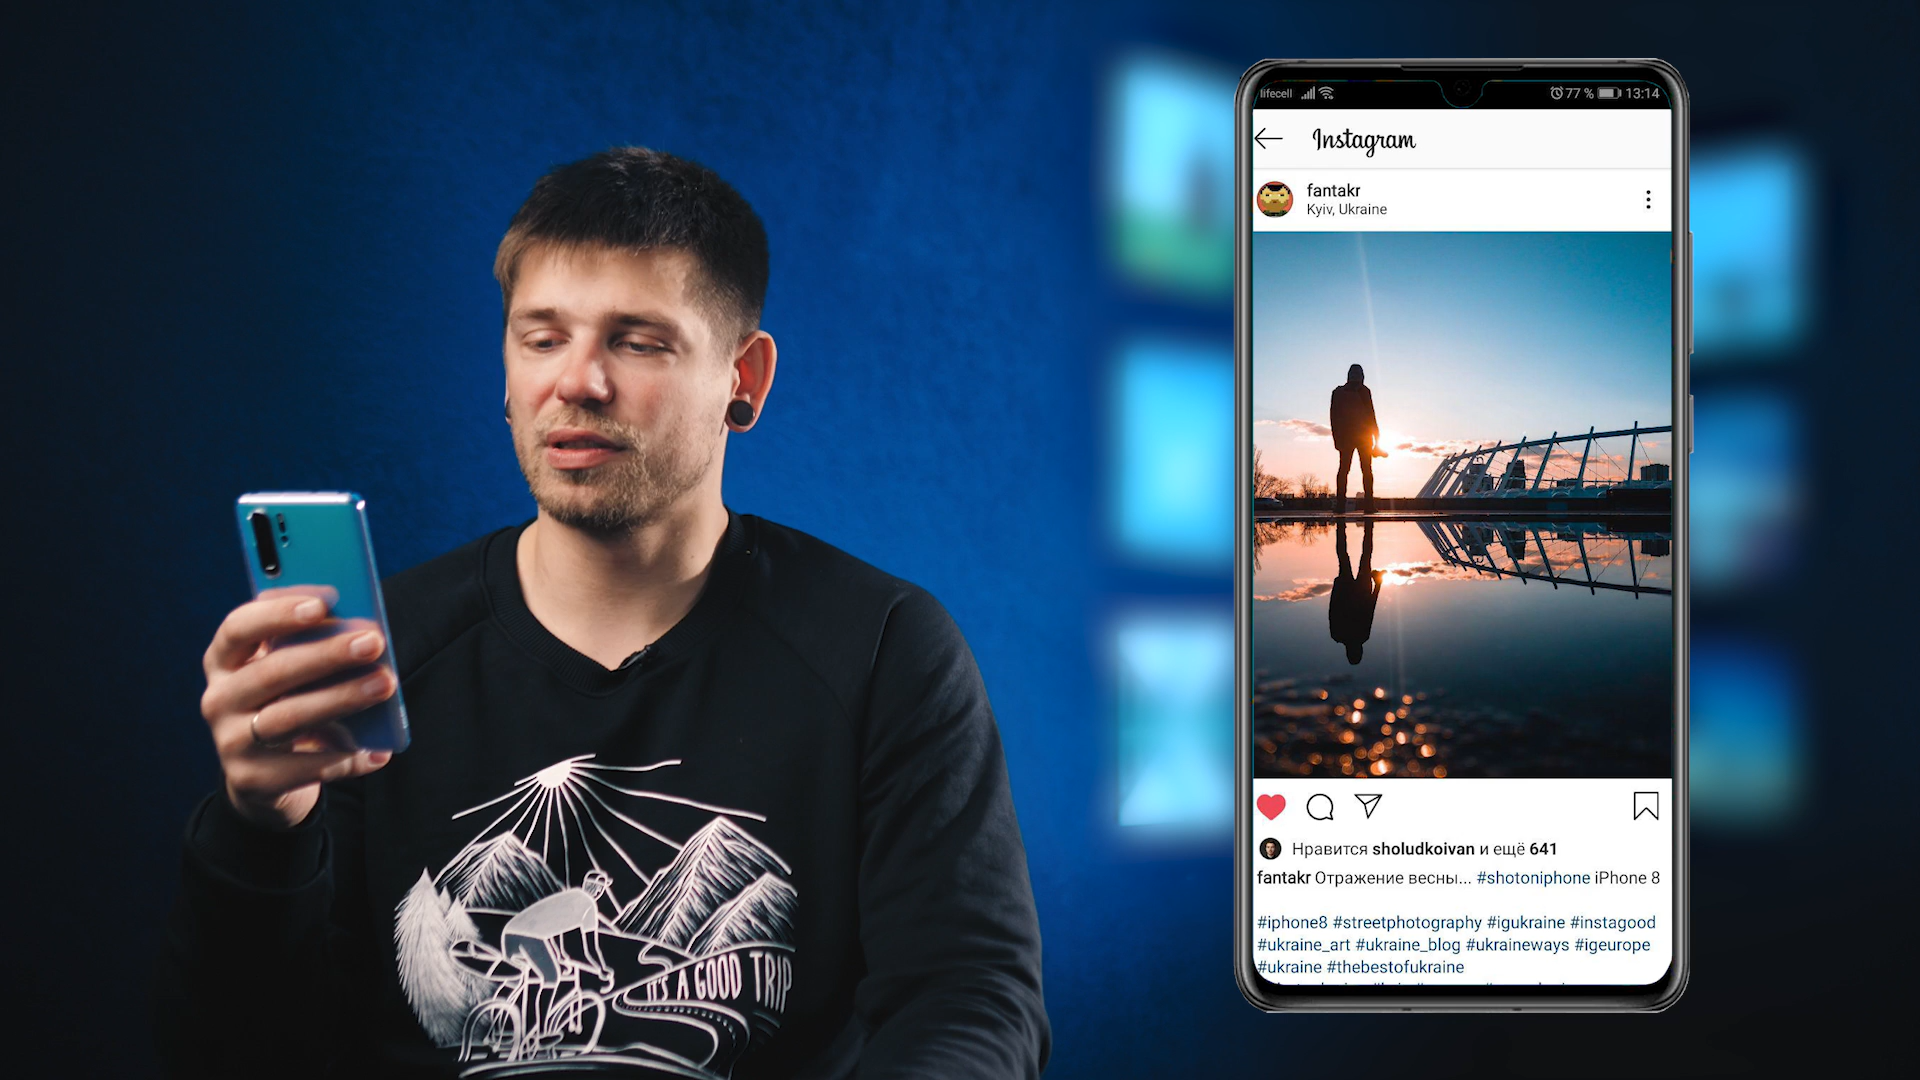 IT'S A GOOD TRIP
lifecell
77 %
13:14
Instagram
fantakr
Kyiv, Ukraine
Нравится sholudkoivan и ещё 641
fantakr Отражение весны... #shotoniphone iPhone 8
#iphone8 #streetphotography #igukraine #instagood
#ukraine_art #ukraine_blog #ukraineways #igeurope
#ukraine #thebestofukraine